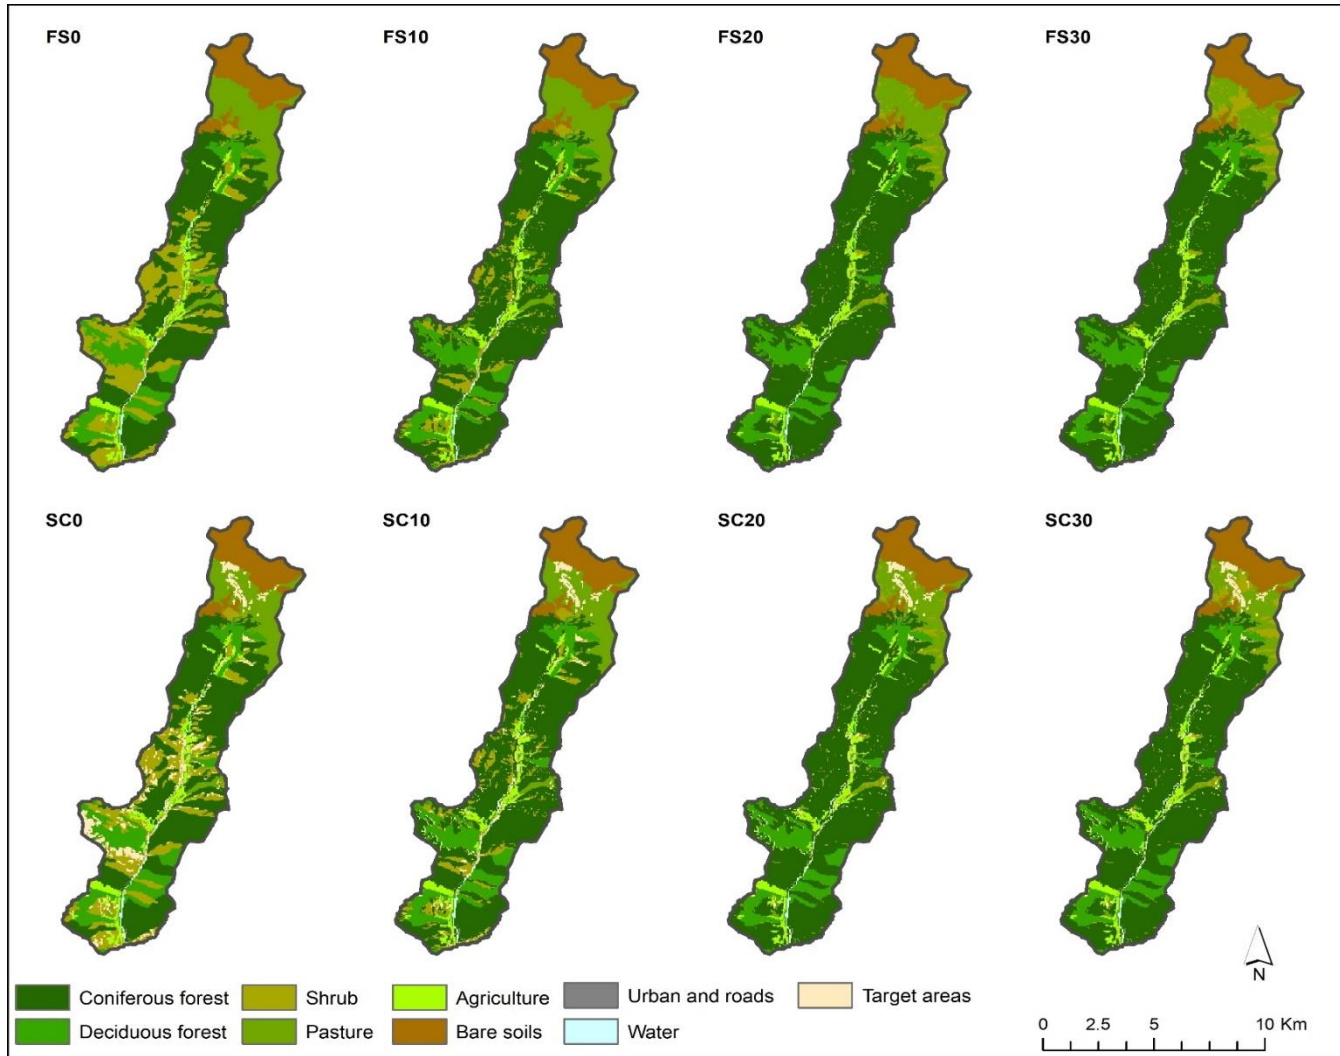 FS0 FS10 FS20 FS30
SC0 SC10 SC20 SC30
N
Coniferous forest Shrub Agriculture Urban and roads Target areas
Deciduous forest Pasture Bare soils Water
0 2.5 5 10 Km